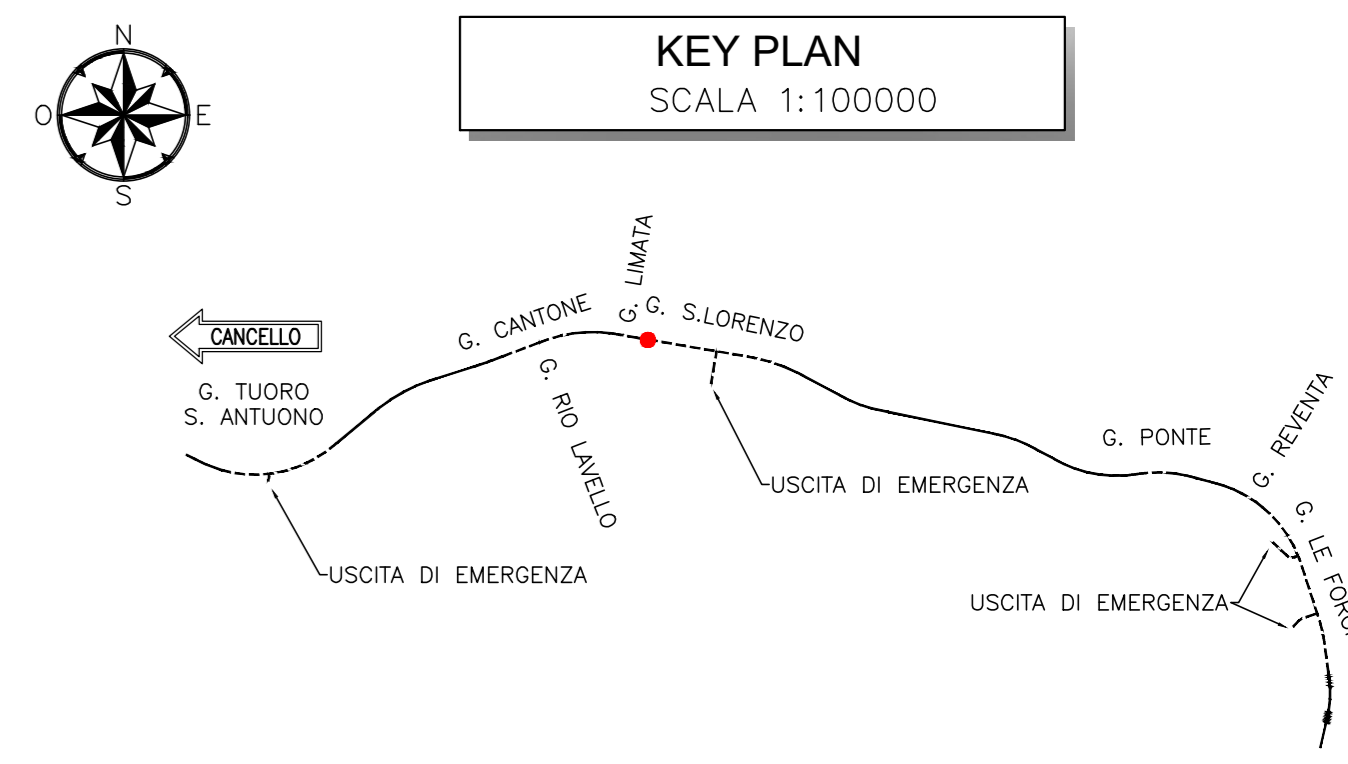 N
O
E
S
KEY PLAN
SCALA 1:100000
CANCELLO
G. TUORO
S. ANTUONO
G. CANTONE
G. RIO LAVELLO
G. LIMATA
G. S.LORENZO
USCITA DI EMERGENZA
USCITA DI EMERGENZA
G. PONTE
G. REVENTA
G. LE
USCITA DI EMERGENZA